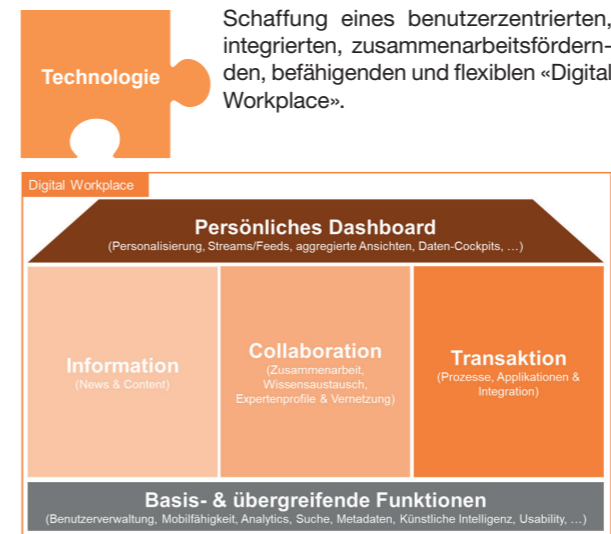 Technologie
Schaffung eines benutzerzentrierten,
integrierten, zusammenarbeitsfördern-
den, befähigenden und flexiblen «Digital
Workplace».
Digital Workplace
Persönliches Dashboard
(Personalisierung, Streams/Feeds, aggregierte Ansichten, Daten-Cockpits, …)
Information
(News & Content)
Collaboration
(Zusammenarbeit,
Wissensaustausch,
Expertenprofile & Vernetzung)
Transaktion
(Prozesse, Applikationen &
Integration)
Basis- & übergreifende Funktionen
(Benutzerverwaltung, Mobilfähigkeit, Analytics, Suche, Metadaten, Künstliche Intelligenz, Usability, …)